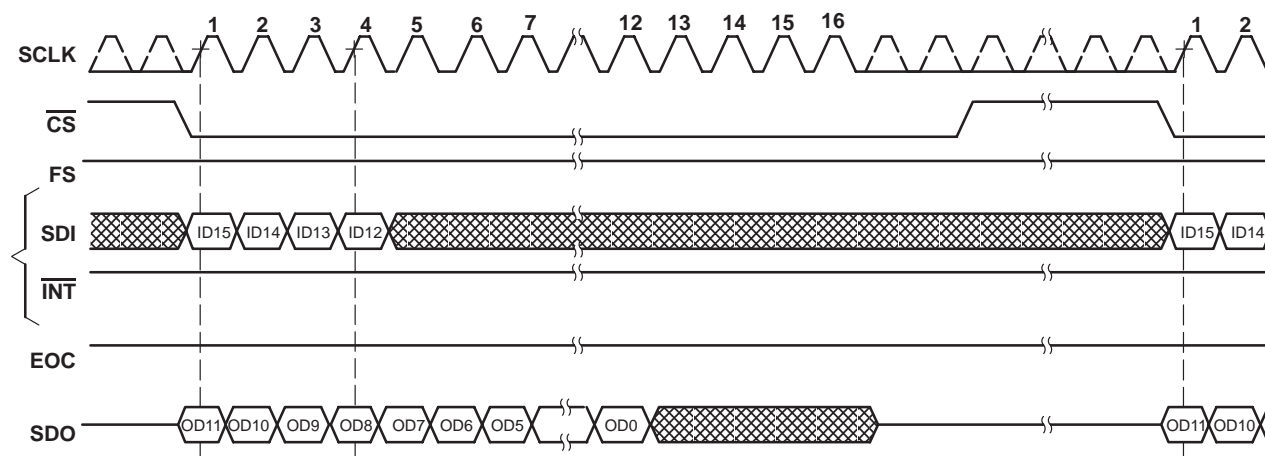 1 2 3 4 5 6 7 12 13 14 15 16 1 2
SCLK
CS
FS
SDI ID15 ID14 ID13 ID12 ID15 ID14
INT
EOC
SDO OD11 OD10 OD9 OD8 OD7 OD6 OD5 OD0 OD11 OD10